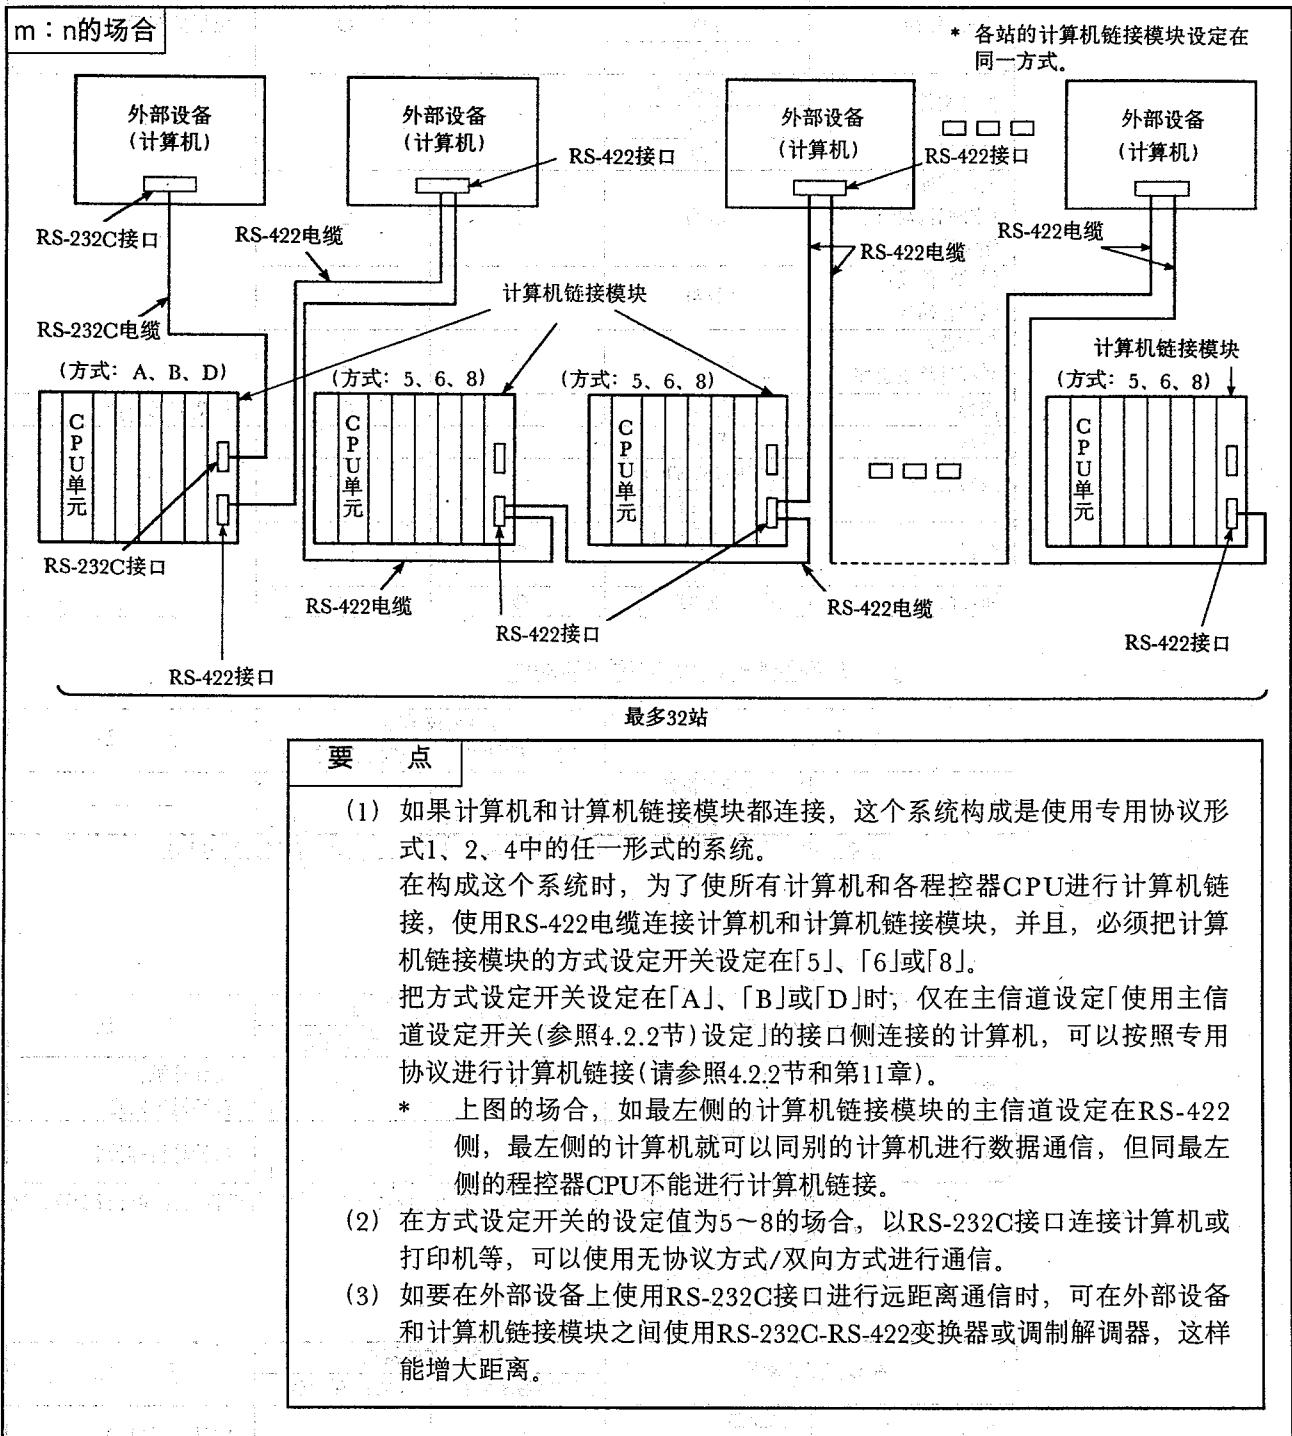 m：n的场合
* 各站的计算机链接模块设定在
同一方式。
外部设备
(计算机)
外部设备
(计算机)
RS-422接口
外部设备
(计算机)
RS-422接口
外部设备
(计算机)
RS-232C接口
RS-422电缆
RS-422电缆
RS-422电缆
RS-232C电缆
计算机链接模块
计算机链接模块
(方式：A、B、D)
(方式：5、6、8)
(方式：5、6、8)
(方式：5、6、8)
CPU单元
CPU单元
CPU单元
CPU单元
RS-232C接口
RS-422电缆
RS-422接口
RS-422电缆
RS-422接口
RS-422接口
最多32站
要 点
(1) 如果计算机和计算机链接模块都连接，这个系统构成是使用专用协议形
式1、2、4中的任一形式的系统。
在构成这个系统时，为了使所有计算机和各程控器CPU进行计算机链
接，使用RS-422电缆连接计算机和计算机链接模块，并且，必须把计算
机链接模块的方式设定开关设定在「5」、「6」或「8」。
把方式设定开关设定在「A」、「B」或「D」时，仅在主信道设定「使用主信
道设定开关(参照4.2.2节)设定」的接口侧连接的计算机，可以按照专用
协议进行计算机链接(请参照4.2.2节和第11章)。
* 上图的场合，如最左侧的计算机链接模块的主信道设定在RS-422
侧，最左侧的计算机就可以同别的计算机进行数据通信，但同最左
侧的程控器CPU不能进行计算机链接。
(2) 在方式设定开关的设定值为5～8的场合，以RS-232C接口连接计算机或
打印机等，可以使用无协议方式/双向方式进行通信。
(3) 如要在外部设备上使用RS-232C接口进行远距离通信时，可在外部设备
和计算机链接模块之间使用RS-232C-RS-422变换器或调制解调器，这样
能增大距离。